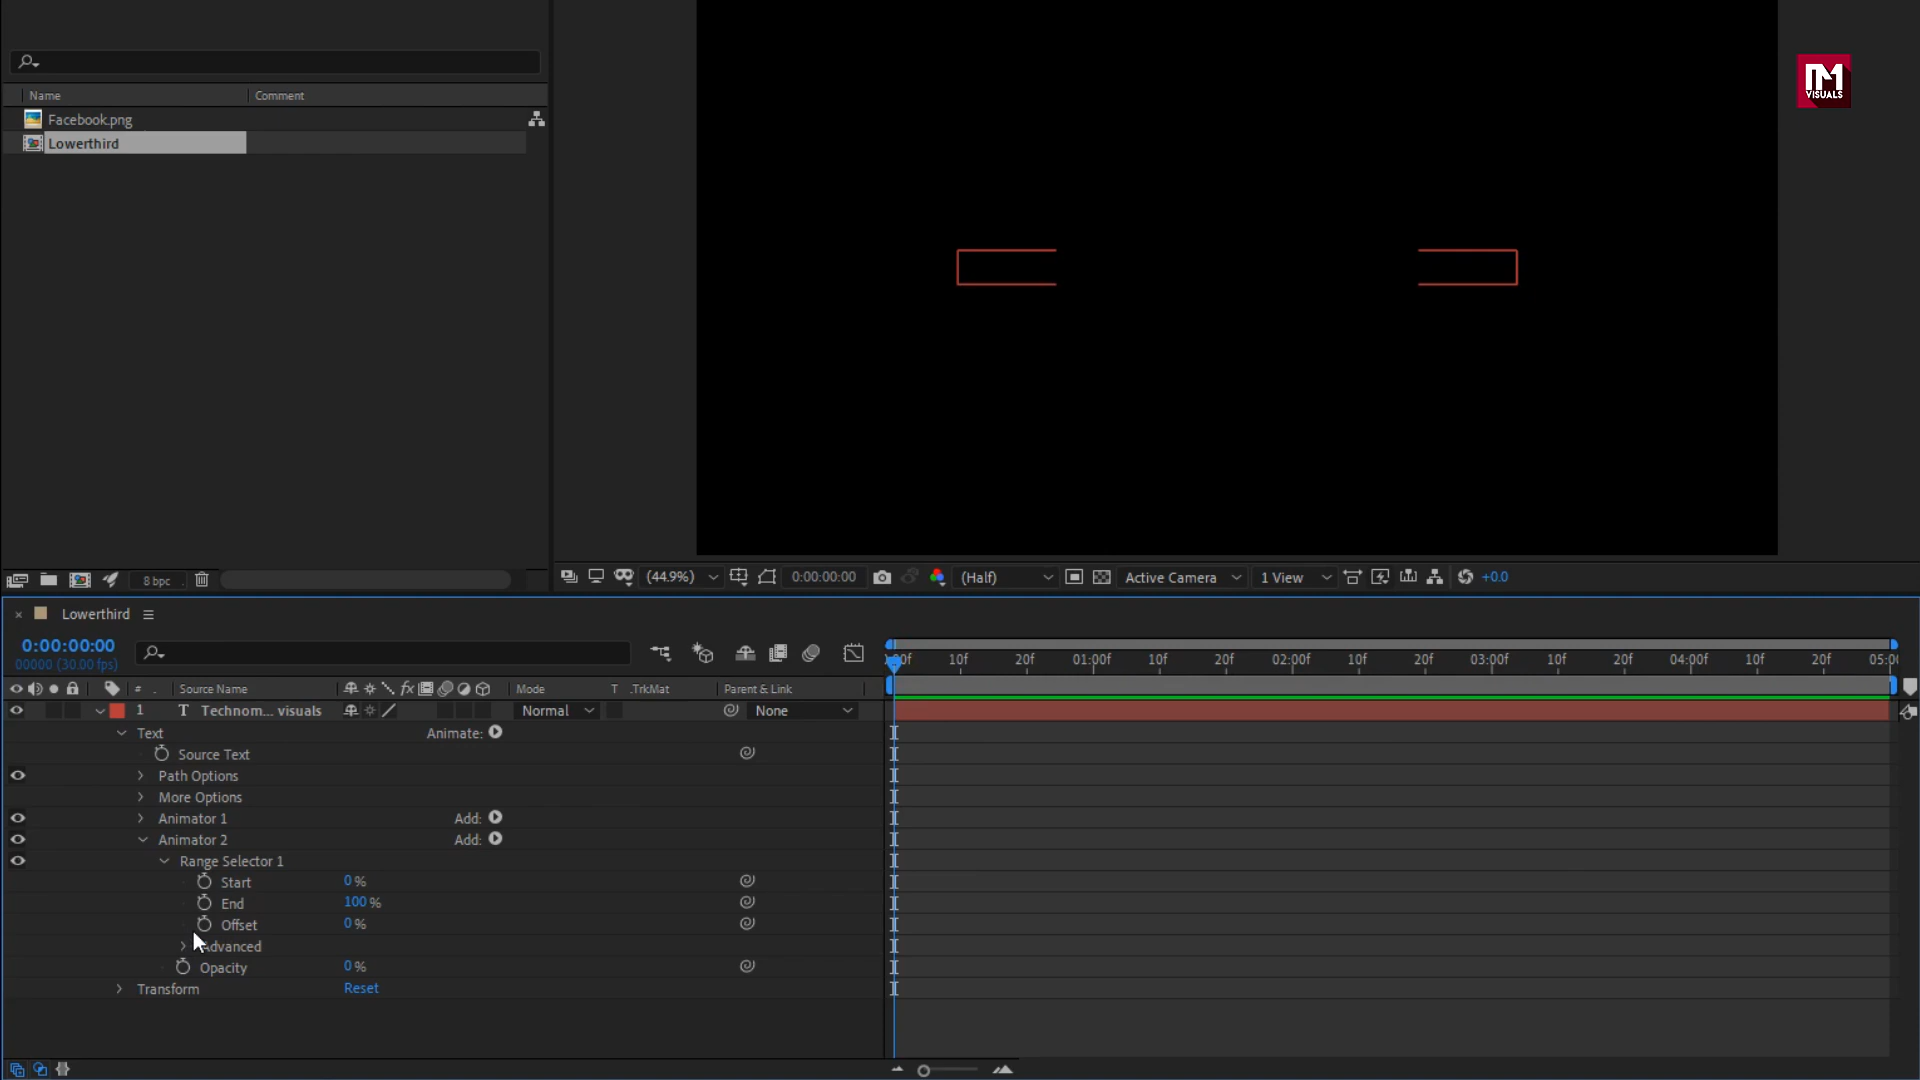 Name Comment
Facebook.png
Lowerthird
M
VISUALS
8 bpc
(44.9%) 0:00:00:00 (Half) Active Camera 1 View +0.0
Lowerthird
0:00:00:00
00000 (30.00 fps)
10f 20f 01:00f 10f 20f 02:00f 10f 20f 03:00f 10f 20f 04:00f 10f 20f
# Source Name Mode T .TrkMat Parent & Link
1 T Technom... visuals Normal None
Text Animate:
Source Text
Path Options
More Options
Animator 1 Add:
Animator 2 Add:
Range Selector 1
Start 0 %
End 100 %
Offset 0 %
Advanced
Opacity 0 %
Transform Reset